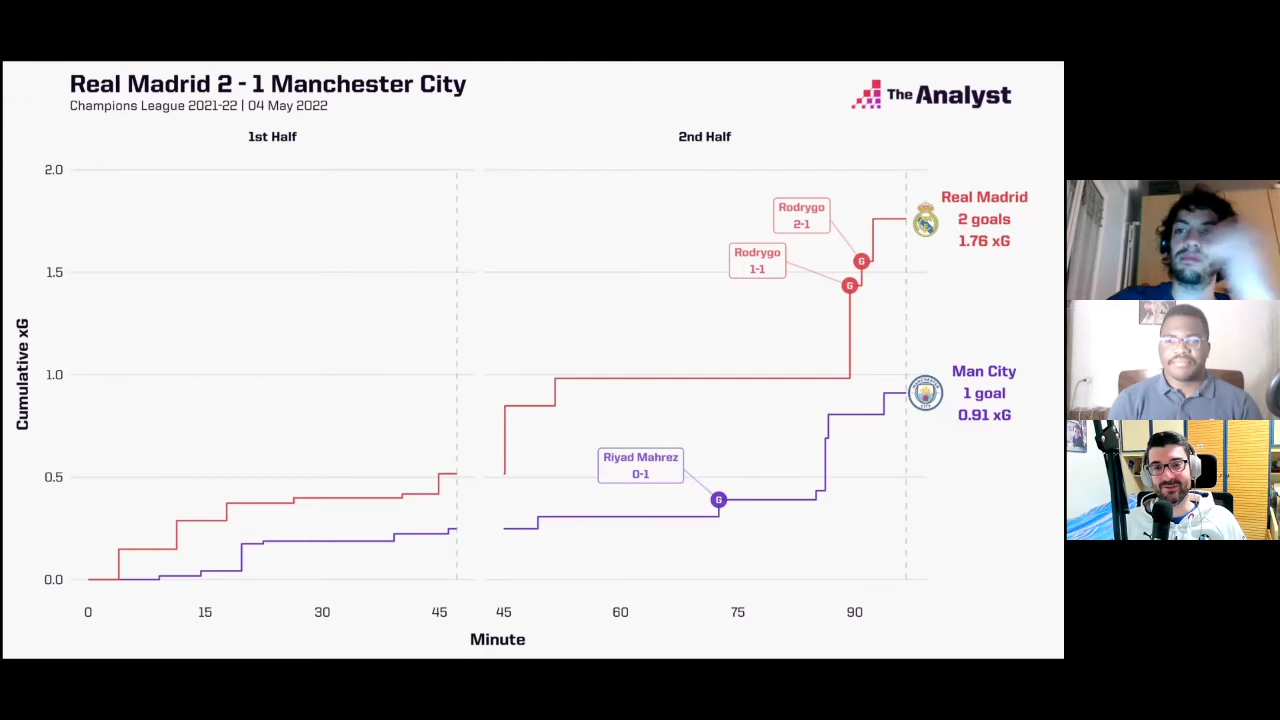 Real Madrid 2 - 1 Manchester City
Champions League 2021-22 | 04 May 2022
The Analyst
1st Half
2nd Half
2.0
1.5
1.0
0.5
0.0
Cumulative xG
Rodrygo
2-1
Rodrygo
1-1
G
G
Real Madrid
2 goals
1.76 xG
Riyad Mahrez
0-1
G
Man City
1 goal
0.91 xG
0 15 30 45 45 60 75 90
Minute